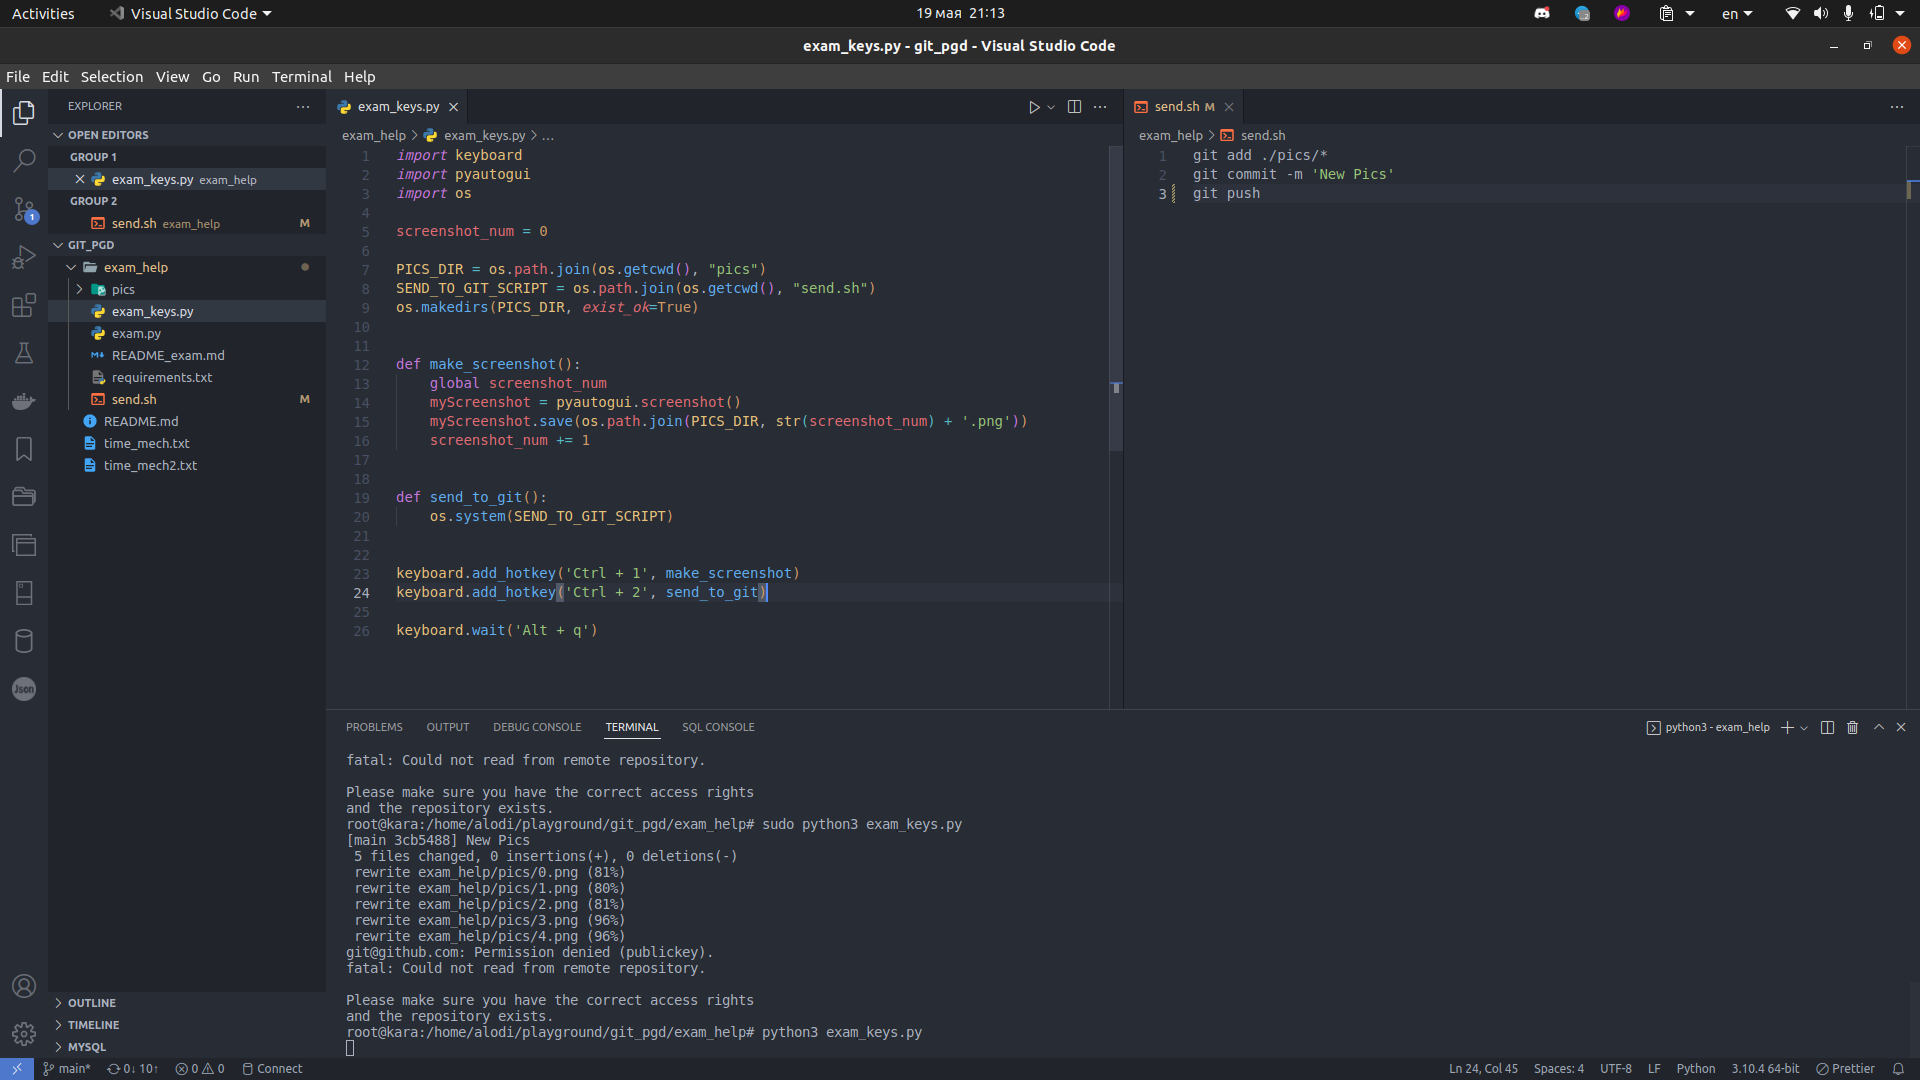 Activities
Visual Studio Code
19 мая 21:13
en
exam_keys.py - git_pgd - Visual Studio Code
File Edit Selection View Go Run Terminal Help
EXPLORER
OPEN EDITORS
GROUP 1
exam_keys.py exam_help
GROUP 2
send.sh exam_help M
GIT_PGD
exam_help
pics
exam_keys.py
exam.py
README_exam.md
requirements.txt
send.sh M
README.md
time_mech.txt
time_mech2.txt
OUTLINE
TIMELINE
MYSQL
1
Json
exam_keys.py
exam_help > exam_keys.py > ...
1 import keyboard
2 import pyautogui
3 import os
4
5 screenshot_num = 0
6
7 PICS_DIR = os.path.join(os.getcwd(), "pics")
8 SEND_TO_GIT_SCRIPT = os.path.join(os.getcwd(), "send.sh")
9 os.makedirs(PICS_DIR, exist_ok=True)
10
11
12 def make_screenshot():
13     global screenshot_num
14     myScreenshot = pyautogui.screenshot()
15     myScreenshot.save(os.path.join(PICS_DIR, str(screenshot_num) + '.png'))
16     screenshot_num += 1
17
18
19 def send_to_git():
20     os.system(SEND_TO_GIT_SCRIPT)
21
22
23 keyboard.add_hotkey('Ctrl + 1', make_screenshot)
24 keyboard.add_hotkey('Ctrl + 2', send_to_git)
25
26 keyboard.wait('Alt + q')
send.sh M
exam_help > send.sh
1 git add ./pics/*
2 git commit -m 'New Pics'
3 git push
PROBLEMS OUTPUT DEBUG CONSOLE TERMINAL SQL CONSOLE
python3 - exam_help
fatal: Could not read from remote repository.

Please make sure you have the correct access rights
and the repository exists.
root@kara:/home/alodi/playground/git_pgd/exam_help# sudo python3 exam_keys.py
[main 3cb5488] New Pics
 5 files changed, 0 insertions(+), 0 deletions(-)
 rewrite exam_help/pics/0.png (81%)
 rewrite exam_help/pics/1.png (80%)
 rewrite exam_help/pics/2.png (81%)
 rewrite exam_help/pics/3.png (96%)
 rewrite exam_help/pics/4.png (96%)
git@github.com: Permission denied (publickey).
fatal: Could not read from remote repository.

Please make sure you have the correct access rights
and the repository exists.
root@kara:/home/alodi/playground/git_pgd/exam_help# python3 exam_keys.py
main* 0↓ 10↑ 0 0 Connect
Ln 24, Col 45 Spaces: 4 UTF-8 LF Python 3.10.4 64-bit Prettier